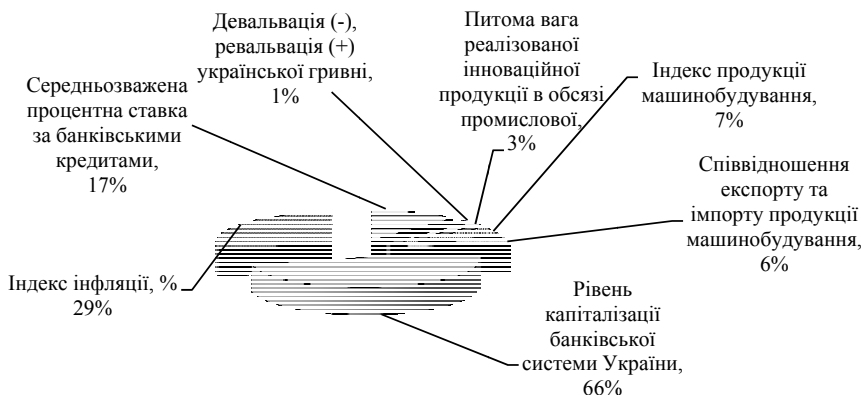 Девальвація (-),
ревальвація (+)
української гривні,
1%
Питома вага
реалізованої
інноваційної
продукції в обсязі
промислової,
3%
Індекс продукції
машинобудування,
7%
Середньозважена
процентна ставка
за банківськими
кредитами,
17%
Співвідношення
експорту та
імпорту продукції
машинобудування,
6%
Індекс інфляції, %
29%
Рівень
капіталізації
банківської
системи України,
66%